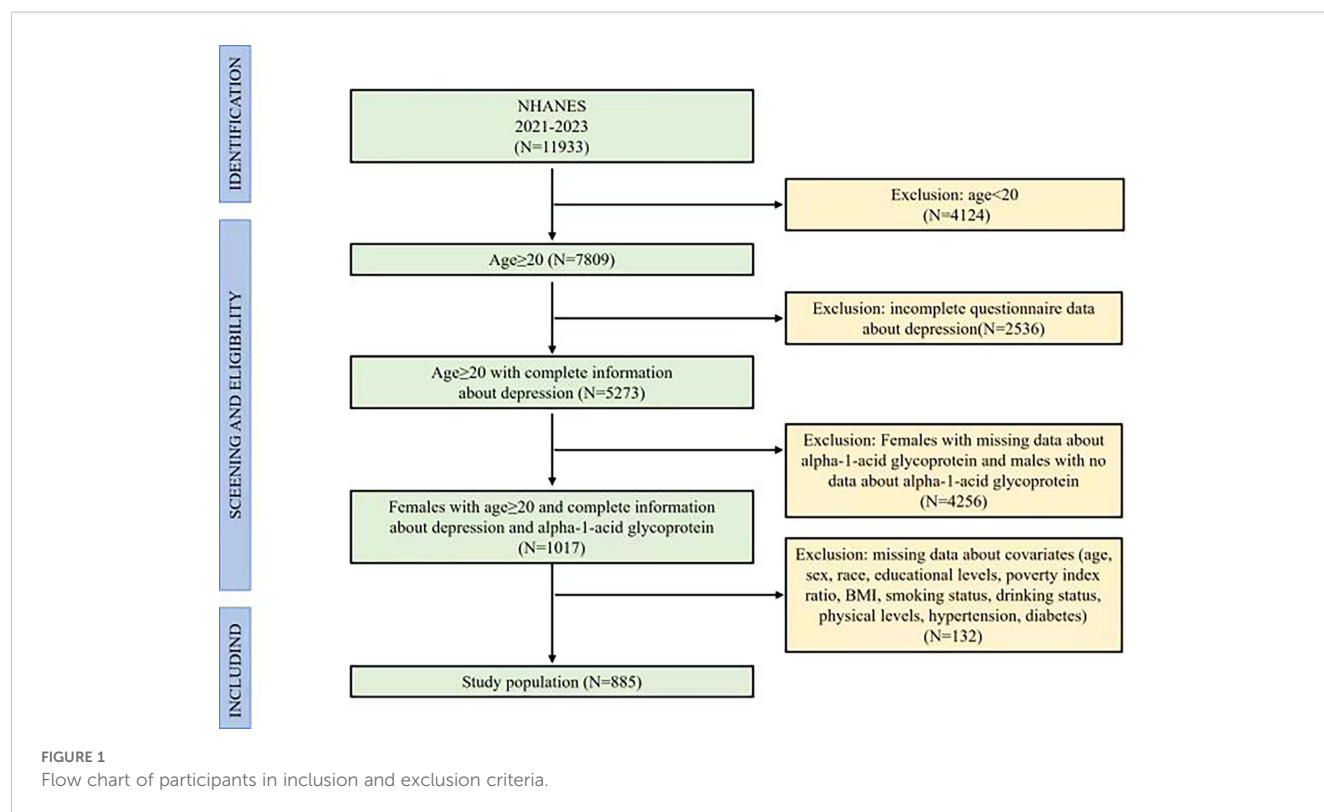 IDENTIFICATION
NHANES
2021-2023
(N=11933)
Exclusion: age<20
(N=4124)
SCEENING AND ELIGIBILITY
Age≥20 (N=7809)
Exclusion: incomplete questionnaire data
about depression(N=2536)
Age≥20 with complete information
about depression (N=5273)
Exclusion: Females with missing data about
alpha-1-acid glycoprotein and males with no
data about alpha-1-acid glycoprotein
(N=4256)
Females with age≥20 and complete information
about depression and alpha-1-acid glycoprotein
(N=1017)
Exclusion: missing data about covariates (age,
sex, race, educational levels, poverty index
ratio, BMI, smoking status, drinking status,
physical levels, hypertension, diabetes)
(N=132)
INCLUDIND
Study population (N=885)
FIGURE 1
Flow chart of participants in inclusion and exclusion criteria.